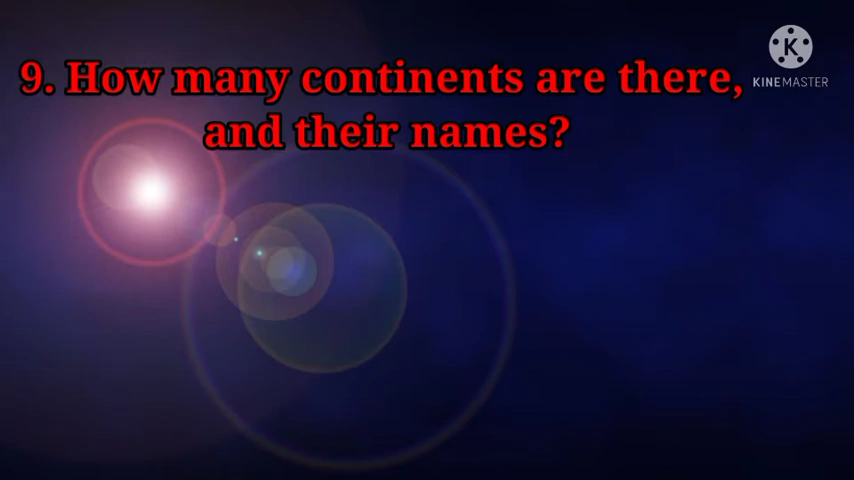 9. How many continents are there,
and their names?
K
KINEMASTER